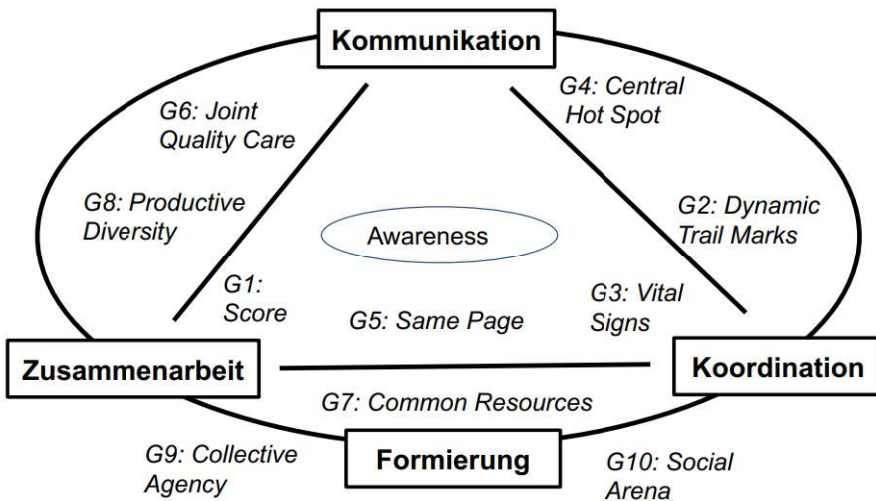 Kommunikation
G4: Central
Hot Spot
G6: Joint
Quality Care
G8: Productive
Diversity
G2: Dynamic
Trail Marks
Awareness
G1:
Score
G3: Vital
Signs
G5: Same Page
Zusammenarbeit
Koordination
G7: Common Resources
Formierung
G9: Collective
Agency
G10: Social
Arena